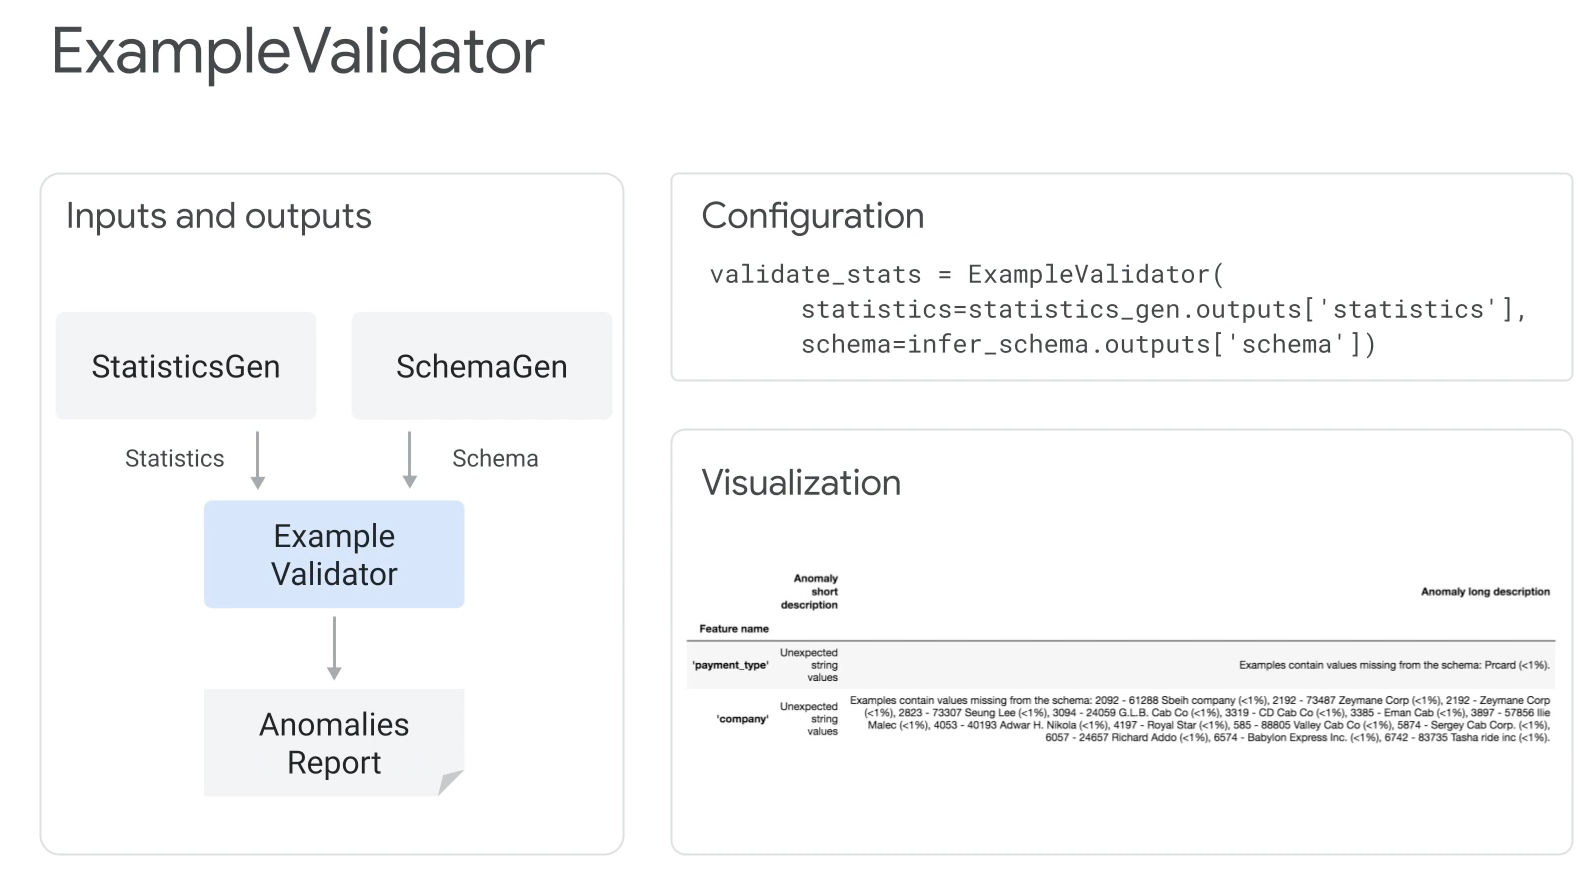 ExampleValidator
Inputs and outputs
StatisticsGen
SchemaGen
Statistics
Schema
Example
Validator
Anomalies
Report
Configuration
validate_stats = ExampleValidator(
statistics=statistics_gen.outputs['statistics'],
schema=infer_schema.outputs['schema'])
Visualization
Anomaly
short
description
Anomaly long description
Feature name
'payment_type'
Unexpected
string
values
Examples contain values missing from the schema: Prcard (<1%).
'company'
Unexpected
string
values
Examples contain values missing from the schema: 2092 - 61288 Sbeih company (<1%), 2192 - 73487 Zeymane Corp (<1%), 2192 - Zeymane Corp
(<1%), 2823 - 73307 Seung Lee (<1%), 3094 - 24059 G.L.B. Cab Co (<1%), 3319 - CD Cab Co (<1%), 3385 - Eman Cab (<1%), 3897 - 57856 Ilie
Malec (<1%), 4053 - 40193 Adwar H. Nikola (<1%), 4197 - Royal Star (<1%), 585 - 88805 Valley Cab Co (<1%), 5874 - Sergey Cab Corp. (<1%),
6057 - 24657 Richard Addo (<1%), 6574 - Babylon Express Inc. (<1%), 6742 - 83735 Tasha ride inc (<1%).